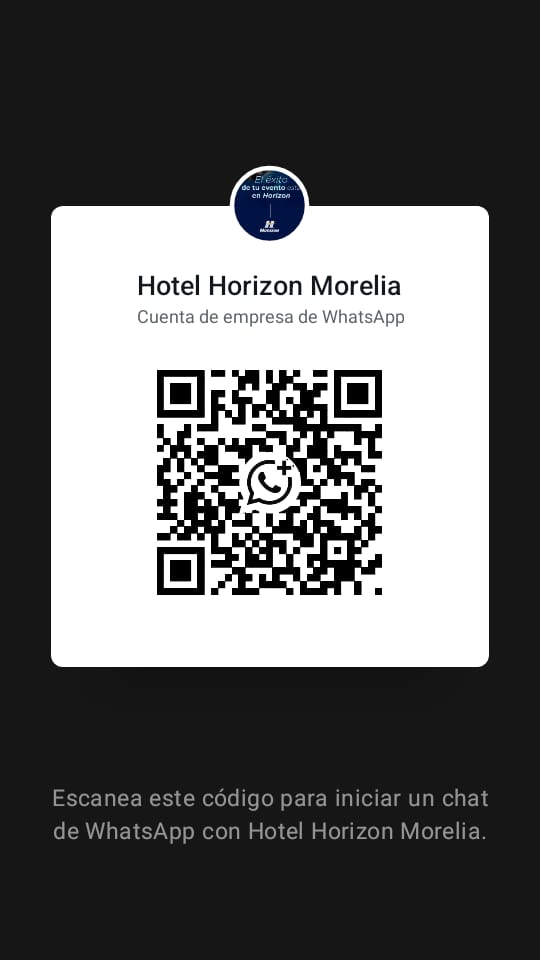 El éxito
de tu evento está
en Horizon
Horizon
Hotel Horizon Morelia
Cuenta de empresa de WhatsApp
Escanea este código para iniciar un chat
de WhatsApp con Hotel Horizon Morelia.